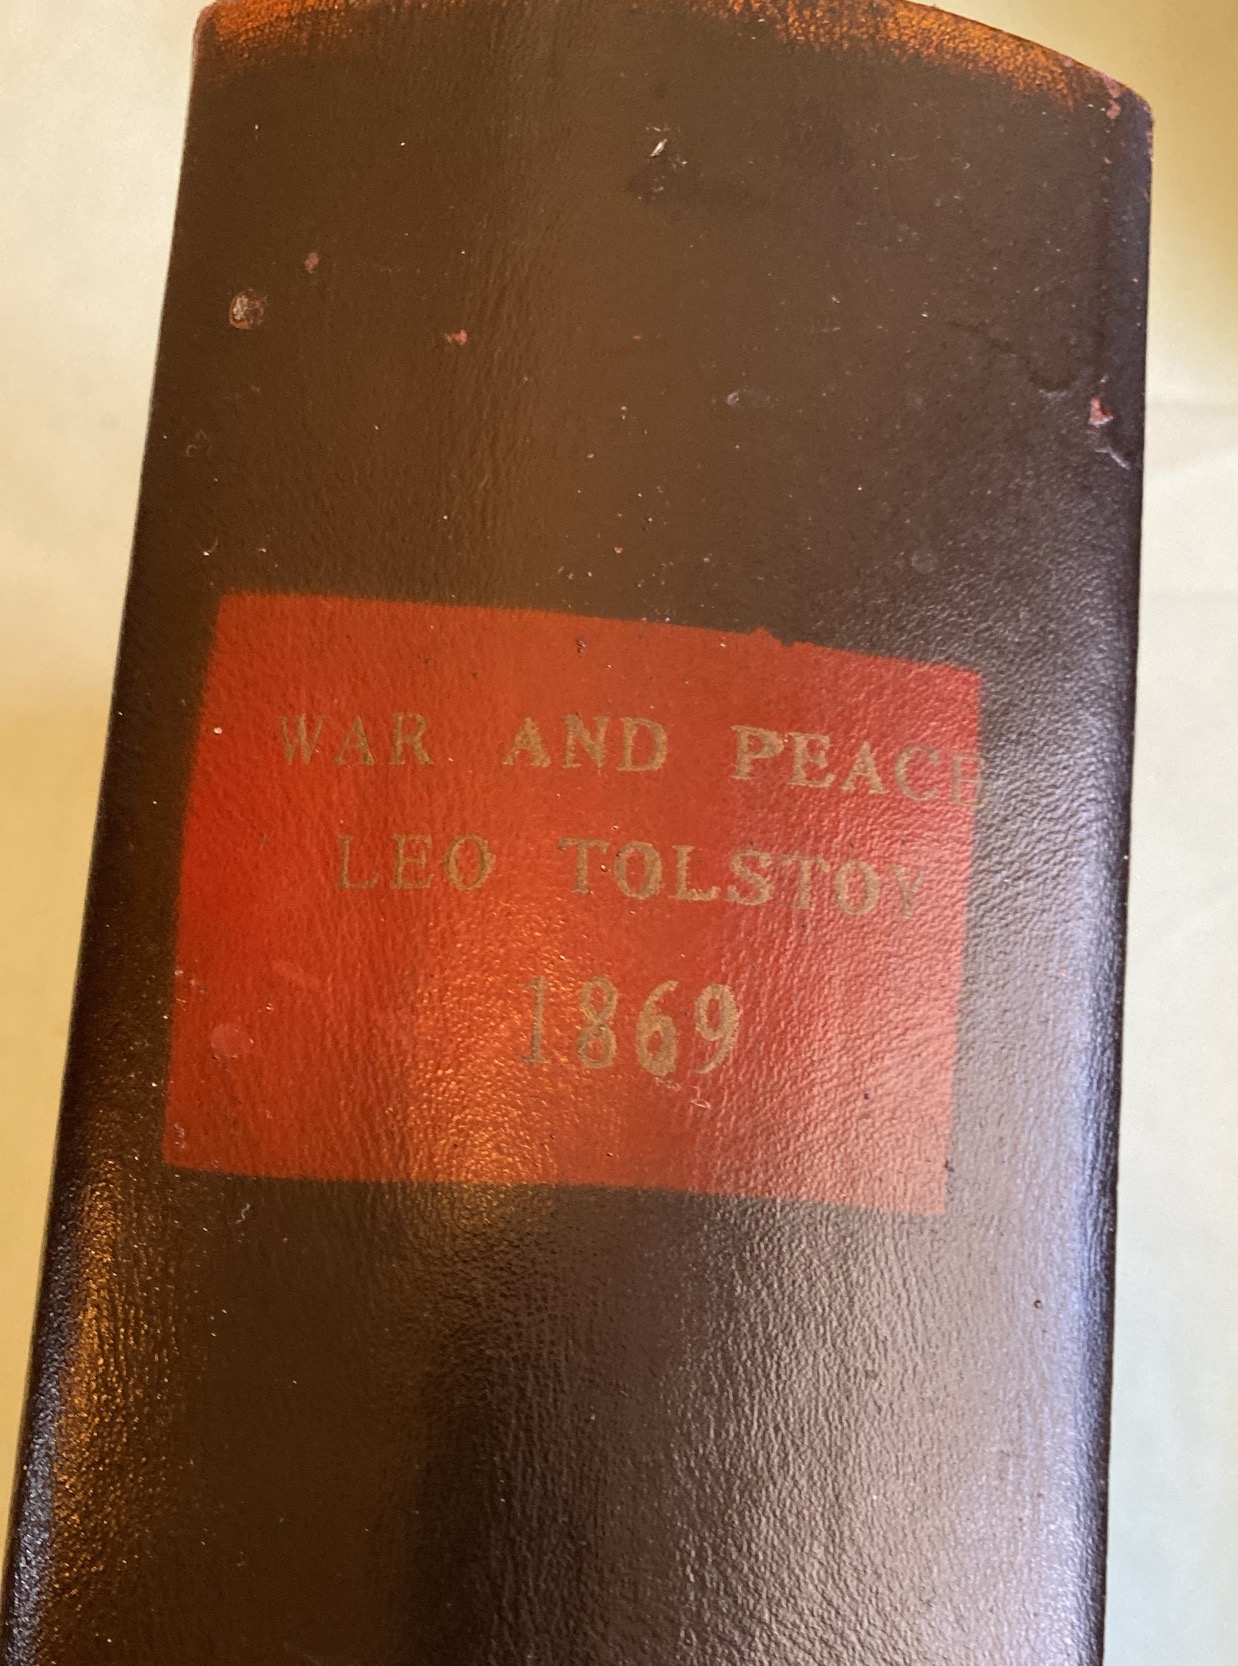 WAR AND PEACE
LEO TOLSTOY
1869